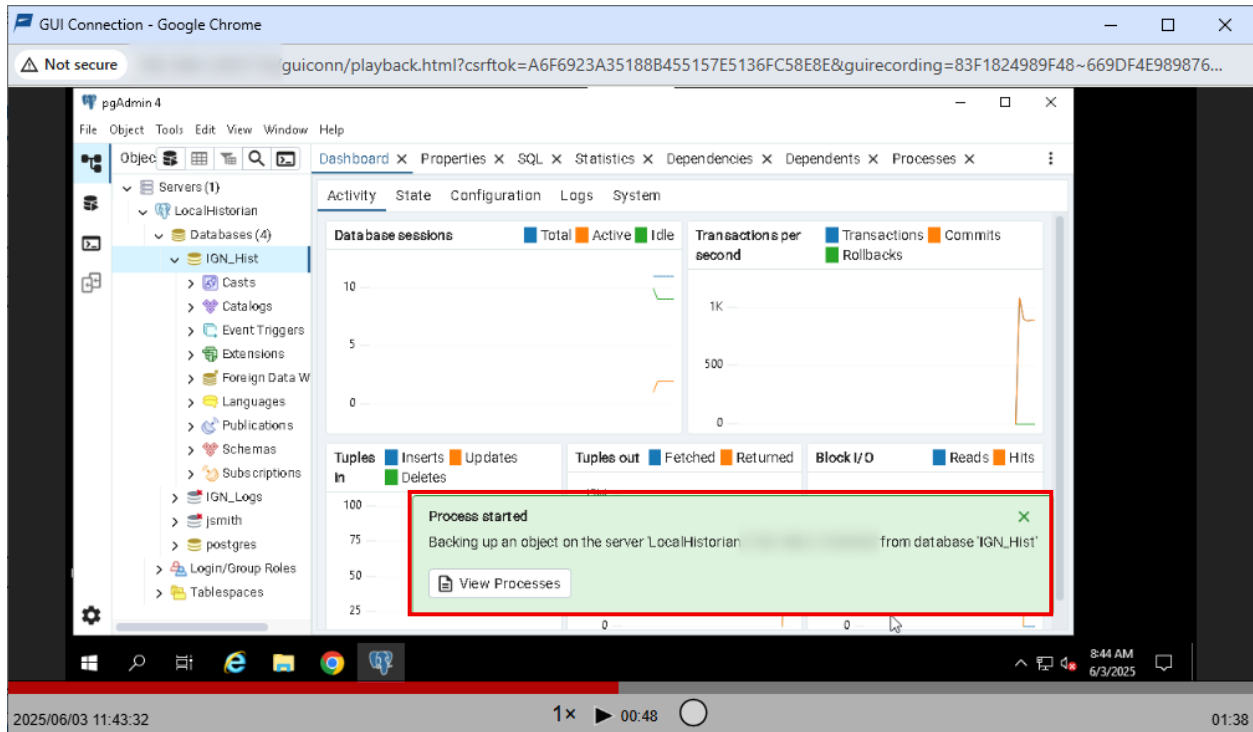 GUI Connection - Google Chrome
Not secure guiconn/playback.html?csrftok=A6F6923A35188B455157E5136FC58E8E&guirecording=83F1824989F48~669DF4E989876...
pgAdmin 4
File Object Tools Edit View Window Help
Objec
Dashboard Properties SQL Statistics Dependencies Dependents Processes
Servers (1)
LocalHistorian
Databases (4)
IGN_Hist
Casts
Catalogs
Event Triggers
Extensions
Foreign Data W
Languages
Publications
Schemas
Subscriptions
IGN_Logs
jsmith
postgres
Login/Group Roles
Tablespaces
Activity State Configuration Logs System
Database sessions Total Active Idle
10
5
0
Transactions per second Transactions Commits Rollbacks
1K
500
0
Tuples in Inserts Updates Deletes
100
75
50
25
Tuples out Fetched Returned
0
Block I/O Reads Hits
0
Process started
Backing up an object on the server 'LocalHistorian from database 'IGN_Hist'
View Processes
8:44 AM
6/3/2025
2025/06/03 11:43:32 1× 00:48 01:38